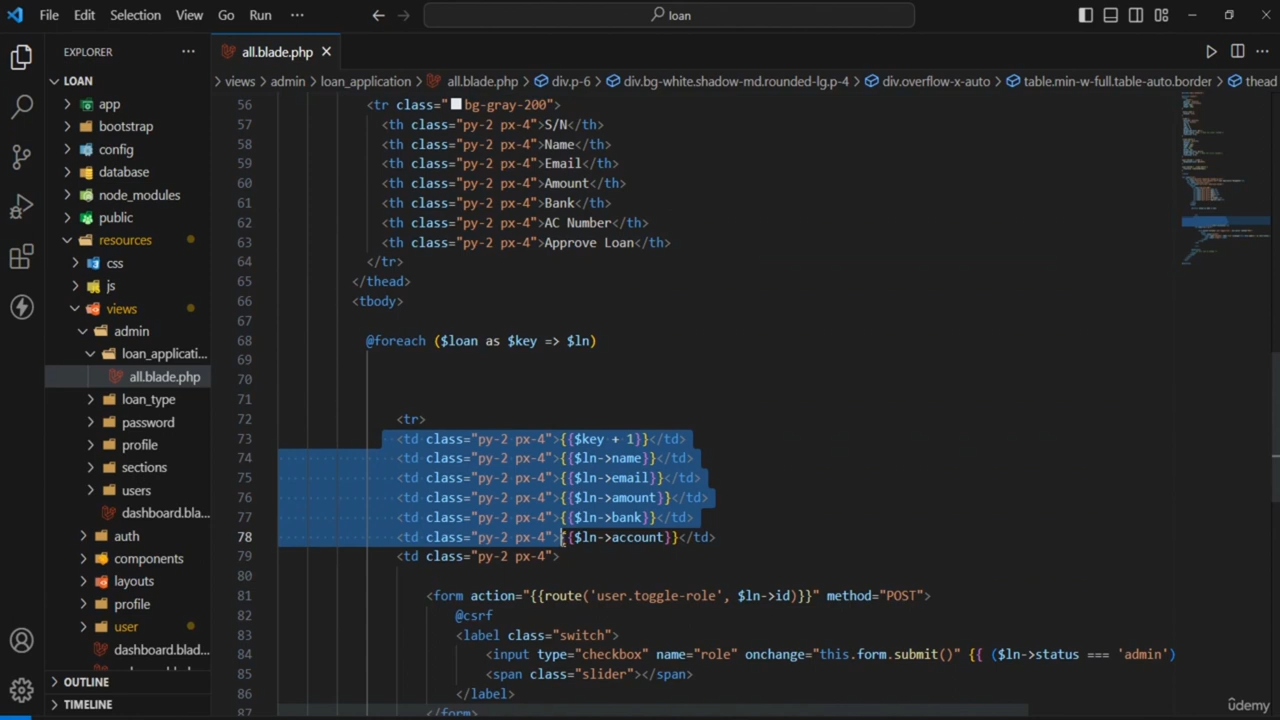 File Edit Selection View Go Run ··· loan
EXPLORER ···
all.blade.php
LOAN
views > admin > loan_application > all.blade.php > div.p-6 > div.bg-white.shadow-md.rounded-lg.p-4 > div.overflow-x-auto > table.min-w-full.table-auto.border > thead
app
bootstrap
config
database
node_modules
public
resources
css
js
views
admin
loan_applicati...
all.blade.php
loan_type
password
profile
sections
users
dashboard.bla...
auth
components
layouts
profile
user
dashboard.blad...
OUTLINE
TIMELINE
56 <tr class="bg-gray-200">
57 <th class="py-2 px-4">S/N</th>
58 <th class="py-2 px-4">Name</th>
59 <th class="py-2 px-4">Email</th>
60 <th class="py-2 px-4">Amount</th>
61 <th class="py-2 px-4">Bank</th>
62 <th class="py-2 px-4">AC Number</th>
63 <th class="py-2 px-4">Approve Loan</th>
64 </tr>
65 </thead>
66 <tbody>
67
68 @foreach ($loan as $key => $ln)
69
70
71
72 <tr>
73 <td class="py-2 px-4">{{$key + 1}}</td>
74 <td class="py-2 px-4">{{$ln->name}}</td>
75 <td class="py-2 px-4">{{$ln->email}}</td>
76 <td class="py-2 px-4">{{$ln->amount}}</td>
77 <td class="py-2 px-4">{{$ln->bank}}</td>
78 <td class="py-2 px-4">{{$ln->account}}</td>
79 <td class="py-2 px-4">
80
81 <form action="{{route('user.toggle-role', $ln->id)}}" method="POST">
82 @csrf
83 <label class="switch">
84 <input type="checkbox" name="role" onchange="this.form.submit()" {{ ($ln->status === 'admin')
85 <span class="slider"></span>
86 </label>
87 </form>
udemy